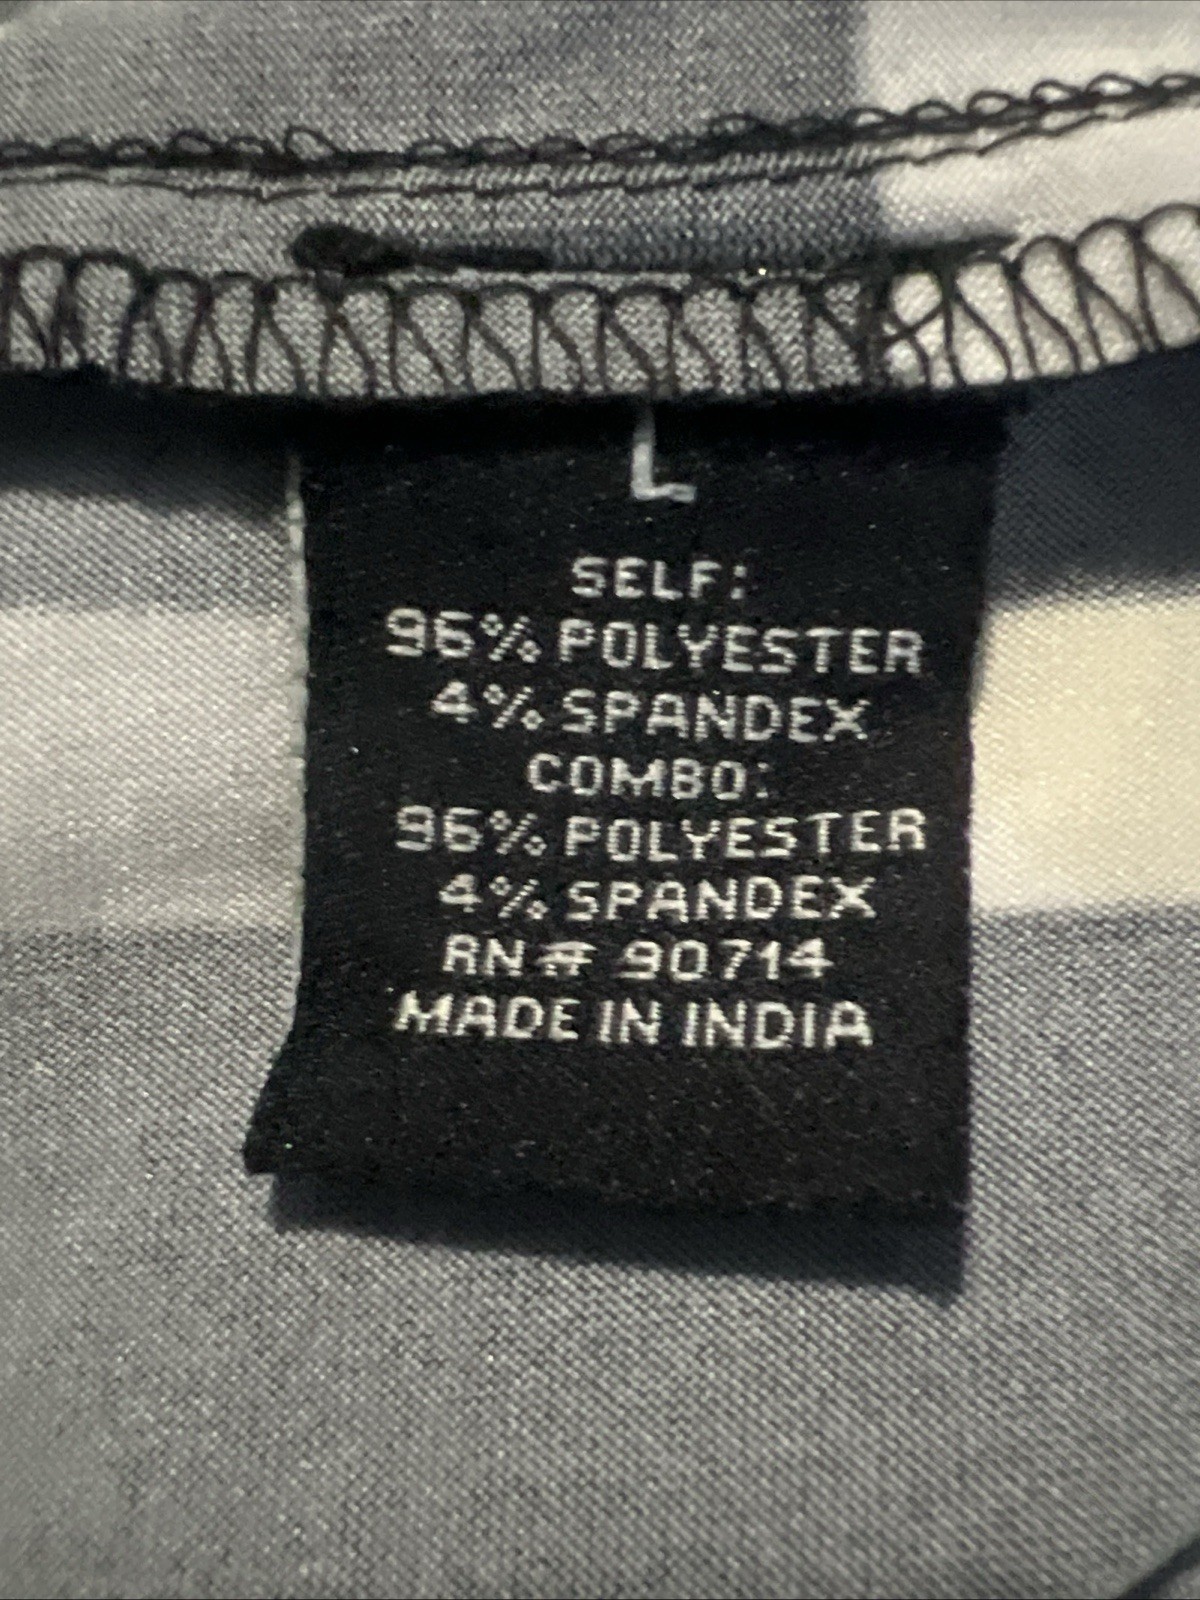 L
SELF:
96% POLYESTER
4% SPANDEX
COMBO:
96% POLYESTER
4% SPANDEX
RN# 90714
MADE IN INDIA